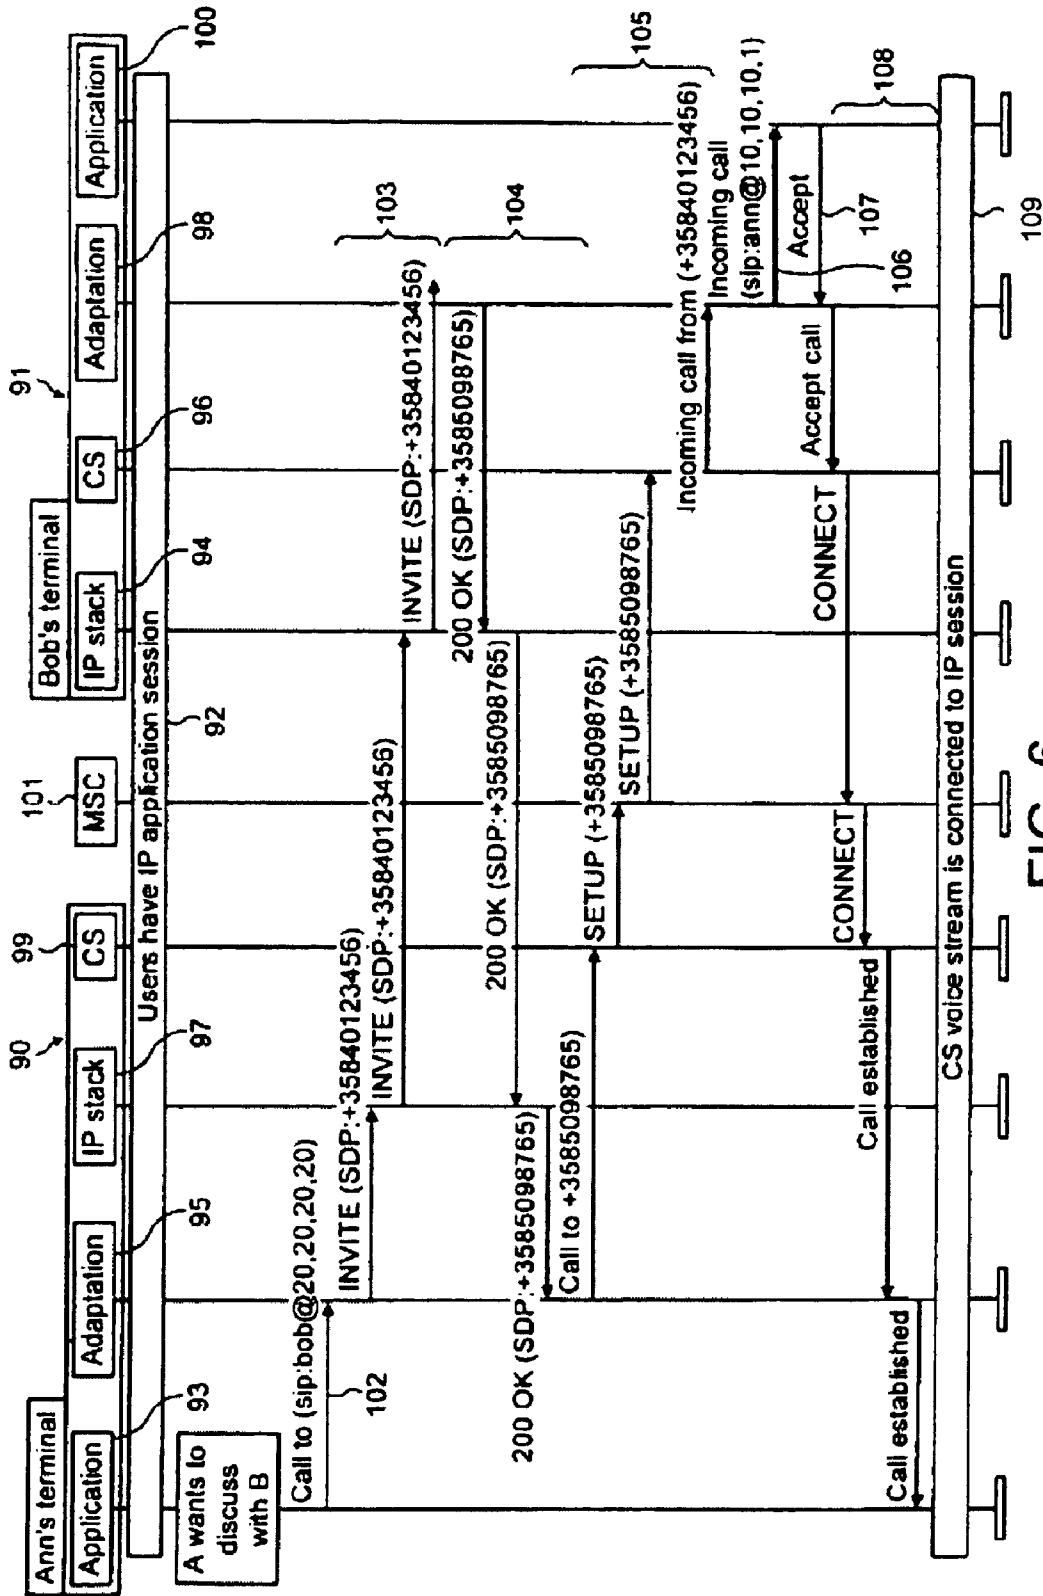 90
99
101
91
Ann's terminal
Bob's terminal
Application
Adaptation
IP stack
CS
MSC
IP stack
CS
Adaptation
Application
93
95
97
Users have IP application session
92
94
96
98
100
A wants to
discuss
with B
Call to (sip:bob@20,20,20,20)
102
INVITE (SDP:+35840123456)
INVITE (SDP:+358401​23456)
INVITE (SDP:+35840123456)
103
200 OK (SDP:+3585098765)
200 OK (SDP:+3585098765)
200 OK (SDP:+3585098765)
104
Call to +3585098765)
SETUP (+3585098765)
SETUP (+3585098765)
105
Incoming call from (+35840123456)
Incoming call
(sip:ann@10,10,10,1)
106
Accept
107
Accept call
CONNECT
CONNECT
108
Call established
Call established
CS voice stream is connected to IP session
109
FIG. 6